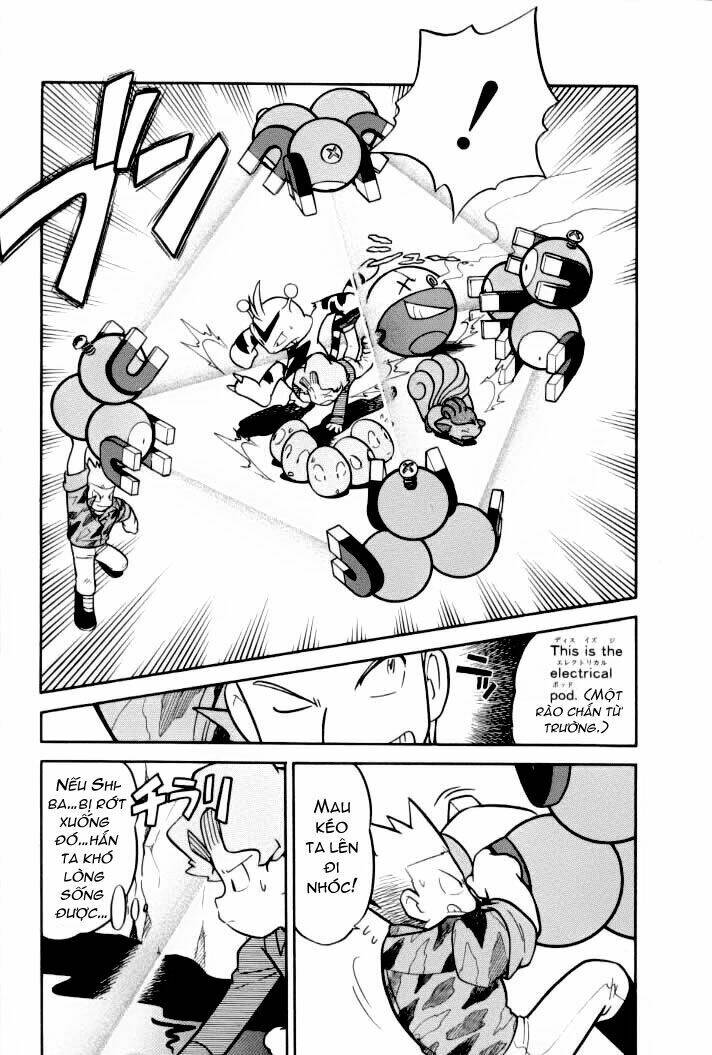 ズン
!
ディス イズ ジ
This is the
エレクトリカル
electrical
ポッド
pod. (MỘT
RÀO CHẮN TỪ
TRƯỜNG.)
MAU
KÉO
TA LÊN
ĐI
NHÓC!
チラリ
NẾU SHI-
BA...BỊ RỚT
XUỐNG
ĐÓ...HẮN
TA KHÓ
LÒNG
SỐNG
ĐƯỢC...